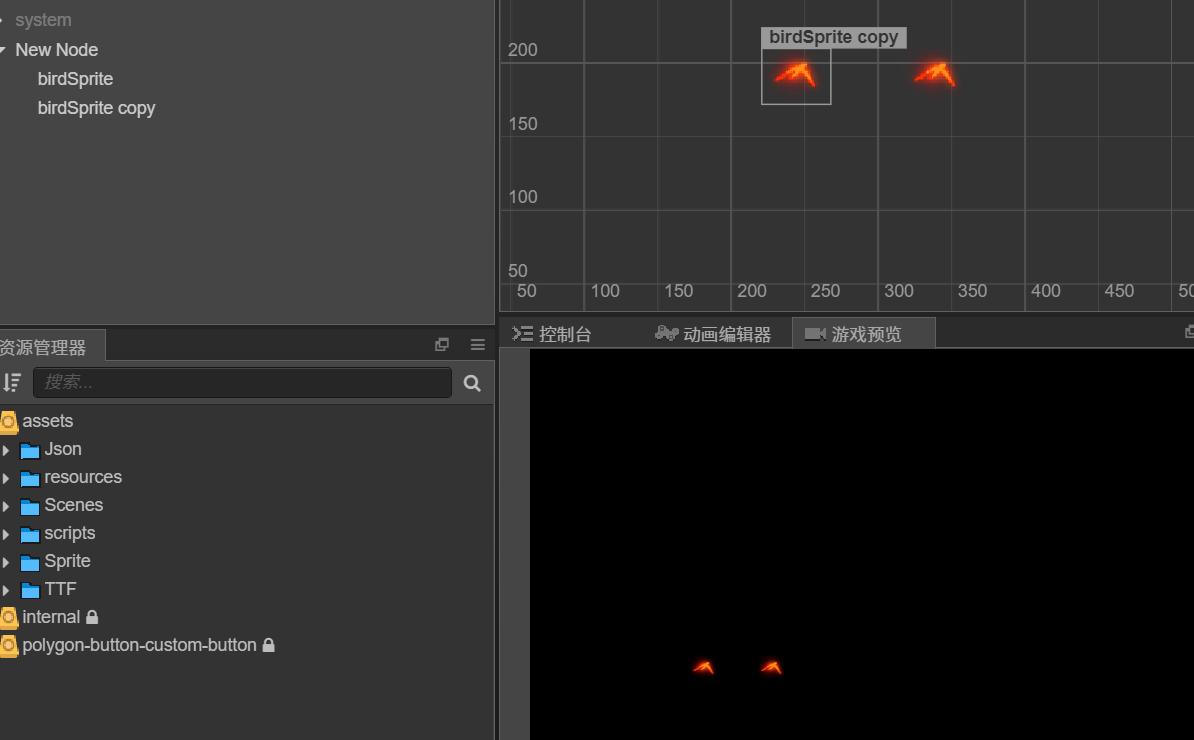 system
New Node
birdSprite
birdSprite copy
birdSprite copy
200
150
100
50
50
100
150
200
250
300
350
400
450
控制台
动画编辑器
游戏预览
资源管理器
搜索...
assets
Json
resources
Scenes
scripts
Sprite
TTF
internal
polygon-button-custom-button